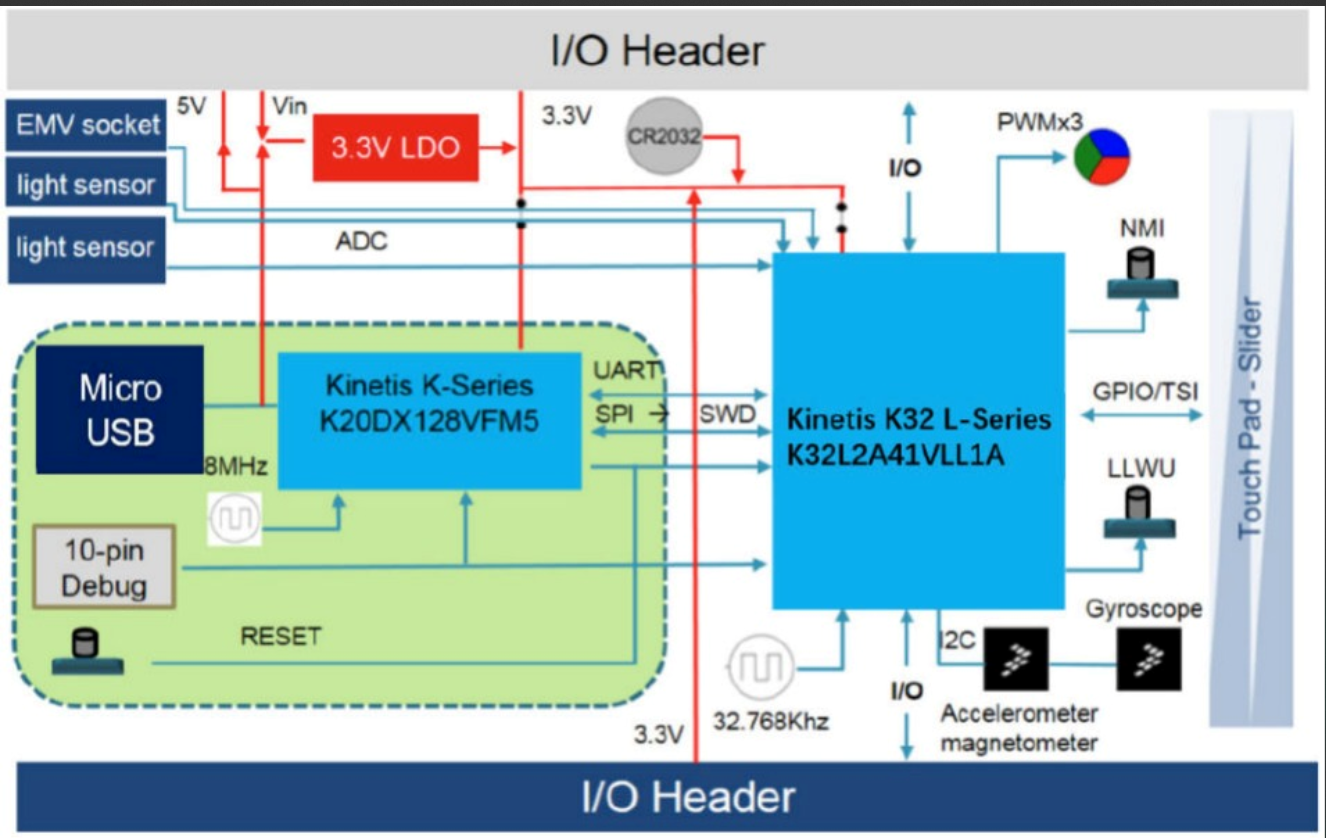 I/O Header
5V
Vin
3.3V
EMV socket
3.3V LDO
CR2032
PWMx3
I/O
light sensor
NMI
light sensor
ADC
Micro
USB
Kinetis K-Series
K20DX128VFM5
UART
SPI
SWD
Kinetis K32 L-Series
K32L2A41VLL1A
GPIO/TSI
Touch Pad - Slider
8MHz
LLWU
10-pin
Debug
RESET
Gyroscope
I2C
I/O
32.768Khz
Accelerometer
magnetometer
3.3V
I/O Header